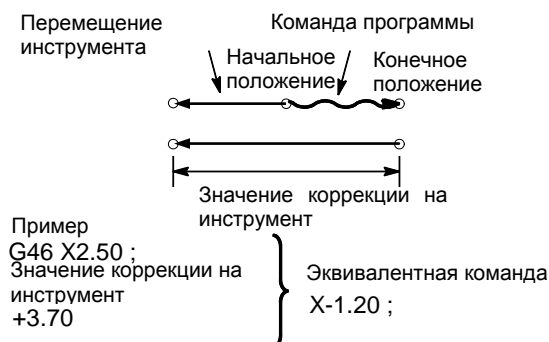 Перемещение
инструмента
Команда программы
Начальное
положение
Конечное
положение
Значение коррекции на
инструмент
Пример
G46 X2.50 ;
Значение коррекции на
инструмент
+3.70
Эквивалентная команда
X-1.20 ;